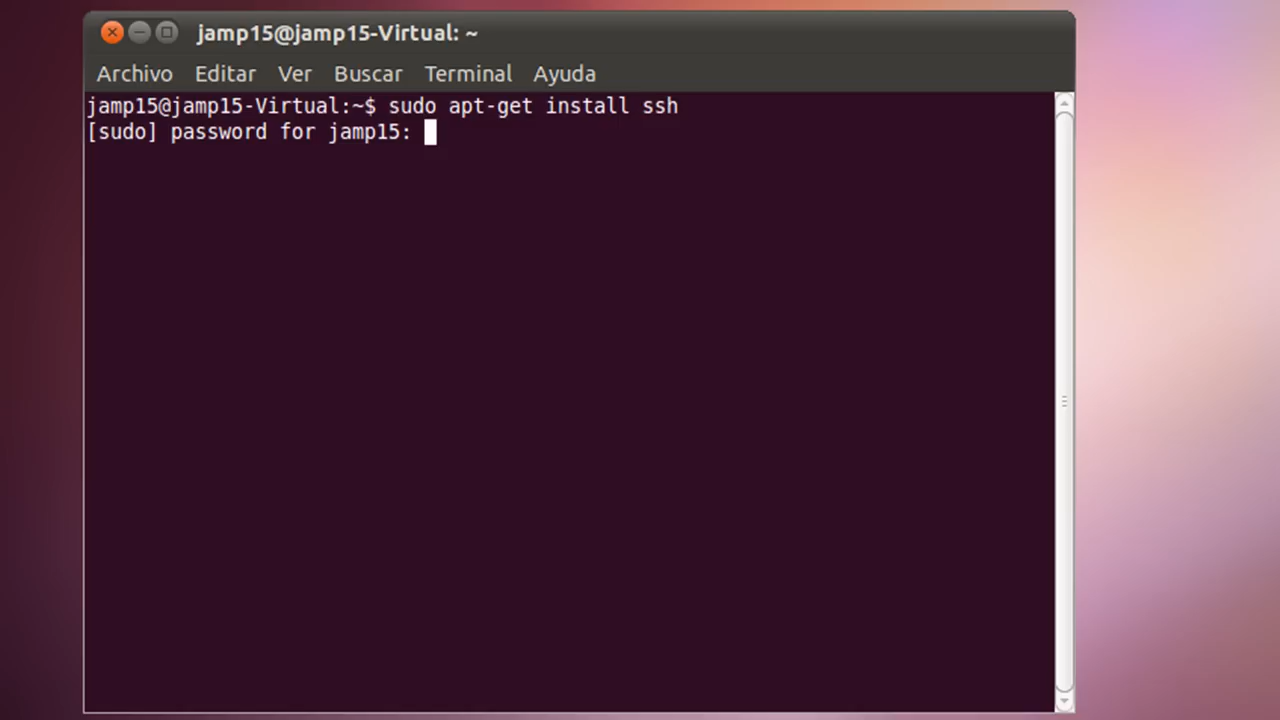 jamp15@jamp15-Virtual: ~
Archivo Editar Ver Buscar Terminal Ayuda
jamp15@jamp15-Virtual:~$ sudo apt-get install ssh
[sudo] password for jamp15: